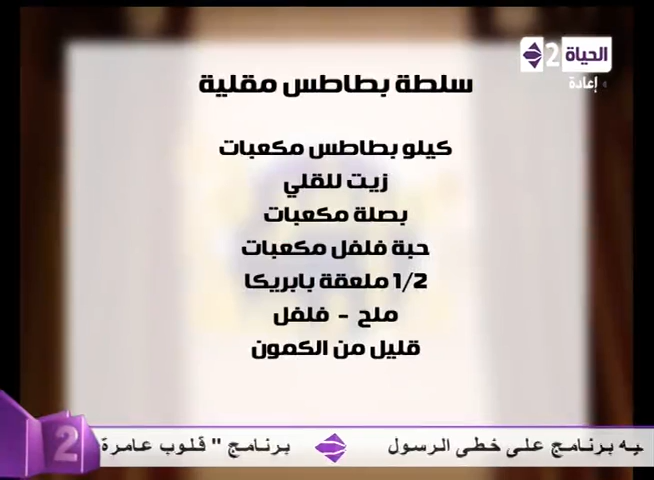 الحياة 2
إعادة
سلطة بطاطس مقلية
كيلو بطاطس مكعبات
زيت للقلي
بصلة مكعبات
حبة فلفل مكعبات
1/2 ملعقة بابريكا
ملح - فلفل
قليل من الكمون
يه برنامج على خطى الرسول برنامج " قلوب عامرة
2